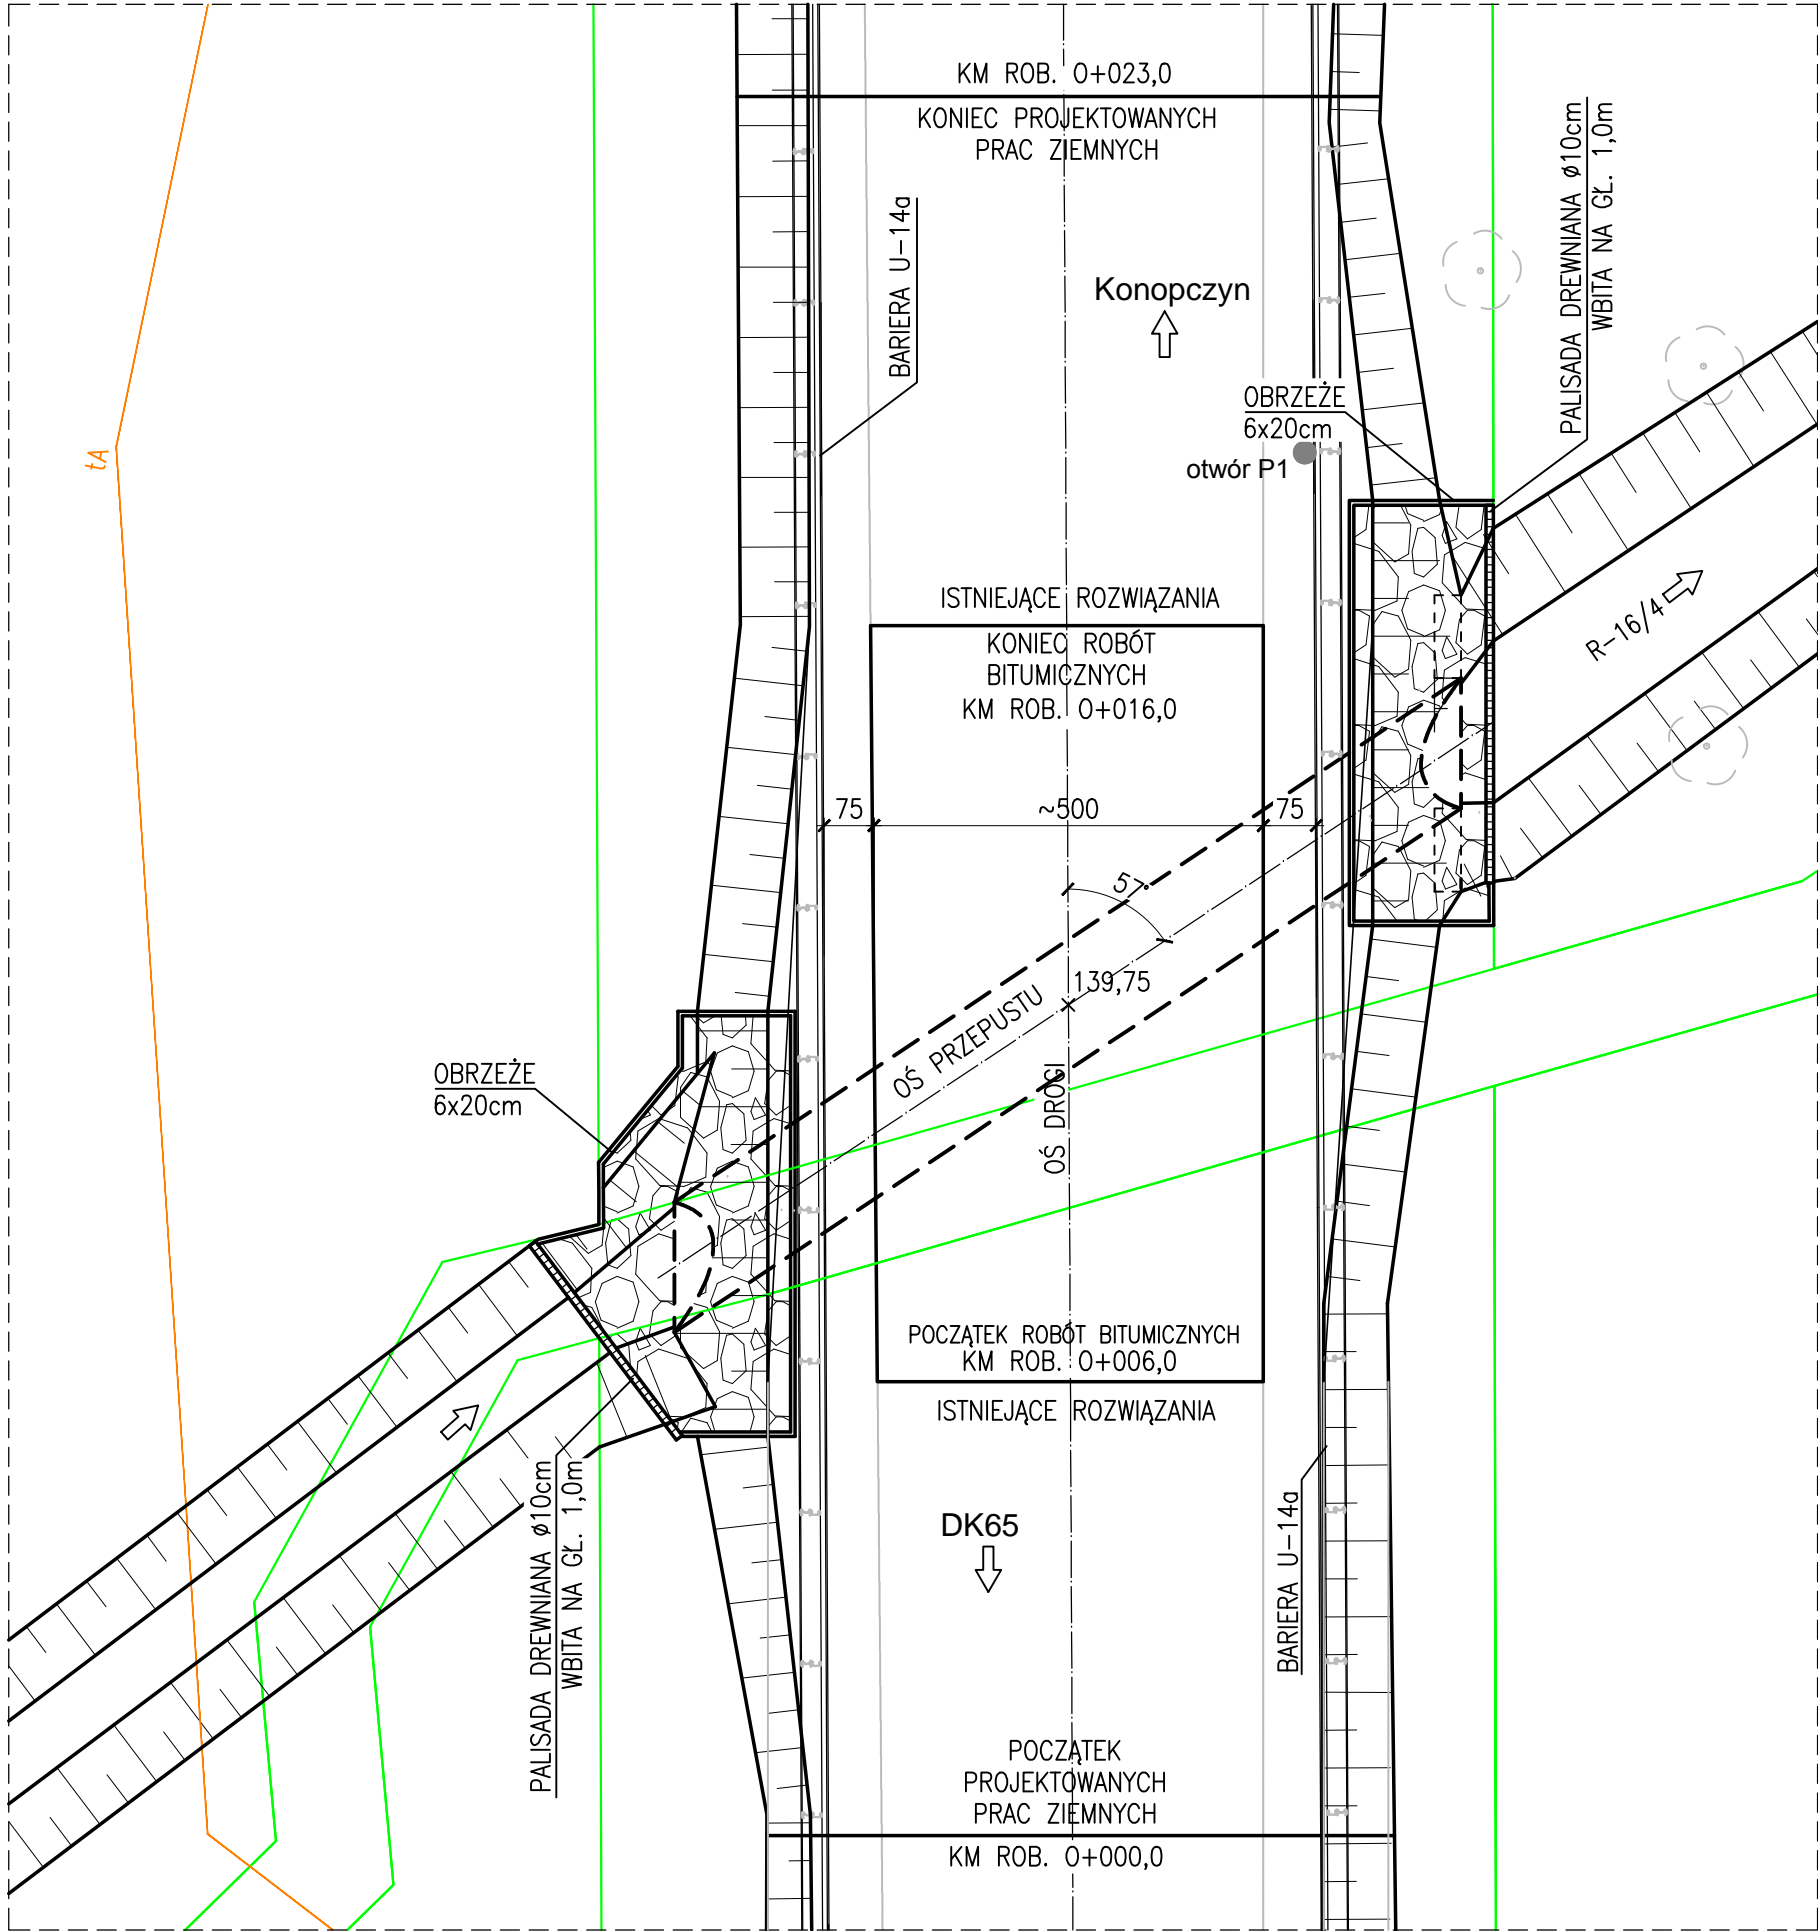 KM ROB. 0+023,0
KONIEC PROJEKTOWANYCH
PRAC ZIEMNYCH
PALISADA DREWNIANA ø10cm
WBITA NA GŁ. 1,0m
BARIERA U-14a
Konopczyn
OBRZEŻE
6x20cm
otwór P1
tA
ISTNIEJĄCE ROZWIĄZANIA
KONIEC ROBÓT
BITUMICZNYCH
KM ROB. 0+016,0
R-16/4
75
~500
75
57°
139,75
OŚ PRZEPUSTU
OŚ DROGI
OBRZEŻE
6x20cm
POCZĄTEK ROBÓT BITUMICZNYCH
KM ROB. 0+006,0
ISTNIEJĄCE ROZWIĄZANIA
PALISADA DREWNIANA ø10cm
WBITA NA GŁ. 1,0m
DK65
BARIERA U-14a
POCZĄTEK
PROJEKTOWANYCH
PRAC ZIEMNYCH
KM ROB. 0+000,0